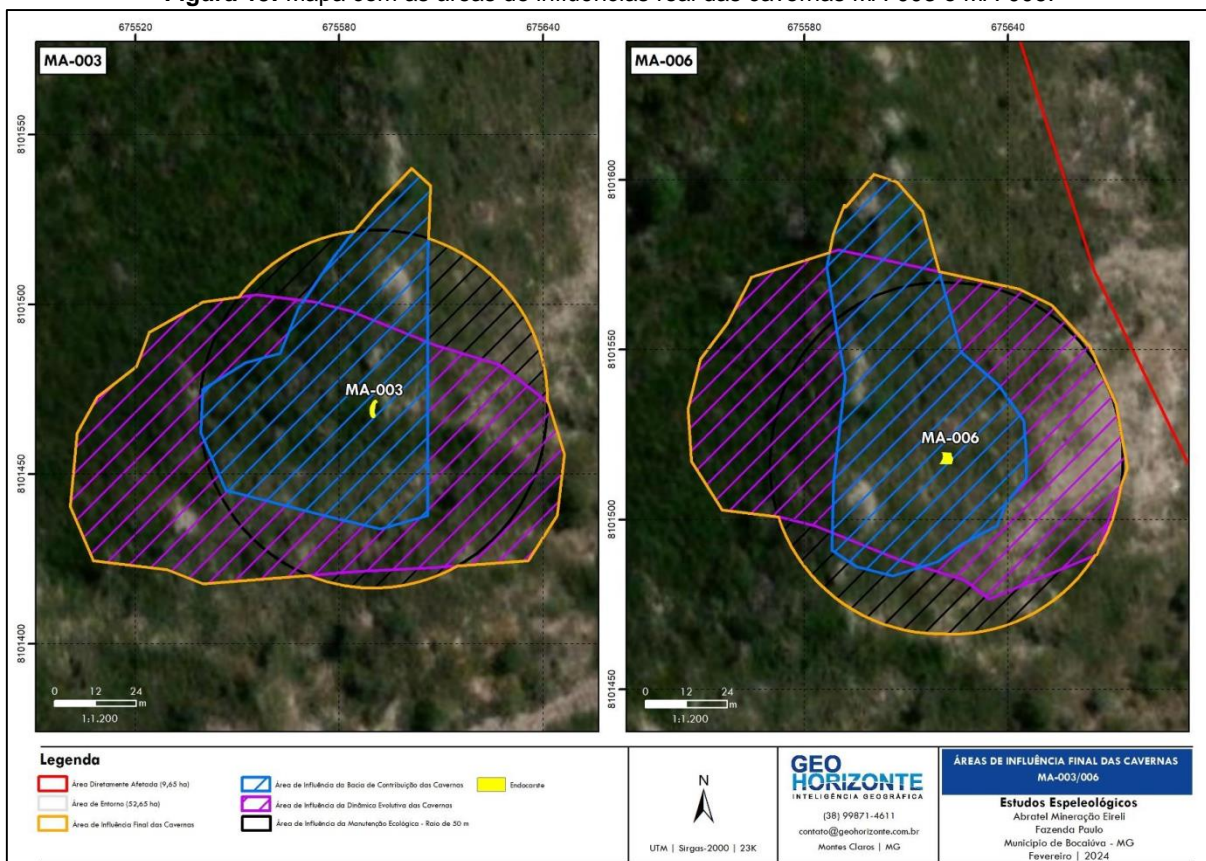 Figura 13. Mapa com as áreas de influências real das cavernas MA-003 e MA-006.
675520 675580 675640
675580 675640
MA-003
MA-006
8101550
8101500
8101450
8101400
8101600
8101550
8101500
8101450
MA-003
MA-006
0 12 24
m
1:1.200
0 12 24
m
1:1.200
Legenda
Área Diretamente Afetada (9,65 ha)
Área de Entorno (52,65 ha)
Área de Influência Final das Cavernas
Área de Influência da Bacia de Contribuição das Cavernas
Área de Influência da Dinâmica Evolutiva das Cavernas
Área de Influência da Manutenção Ecológica - Raio de 50 m
Endocarste
N
UTM | Sirgas-2000 | 23K
GEO
HORIZONTE
INTELIGÊNCIA GEOGRÁFICA
(38) 99871-4611
contato@geohorizonte.com.br
Montes Claros | MG
ÁREAS DE INFLUÊNCIA FINAL DAS CAVERNAS
MA-003/006
Estudos Espeleológicos
Abratel Mineração Eireli
Fazenda Paulo
Município de Bocaiúva - MG
Fevereiro | 2024